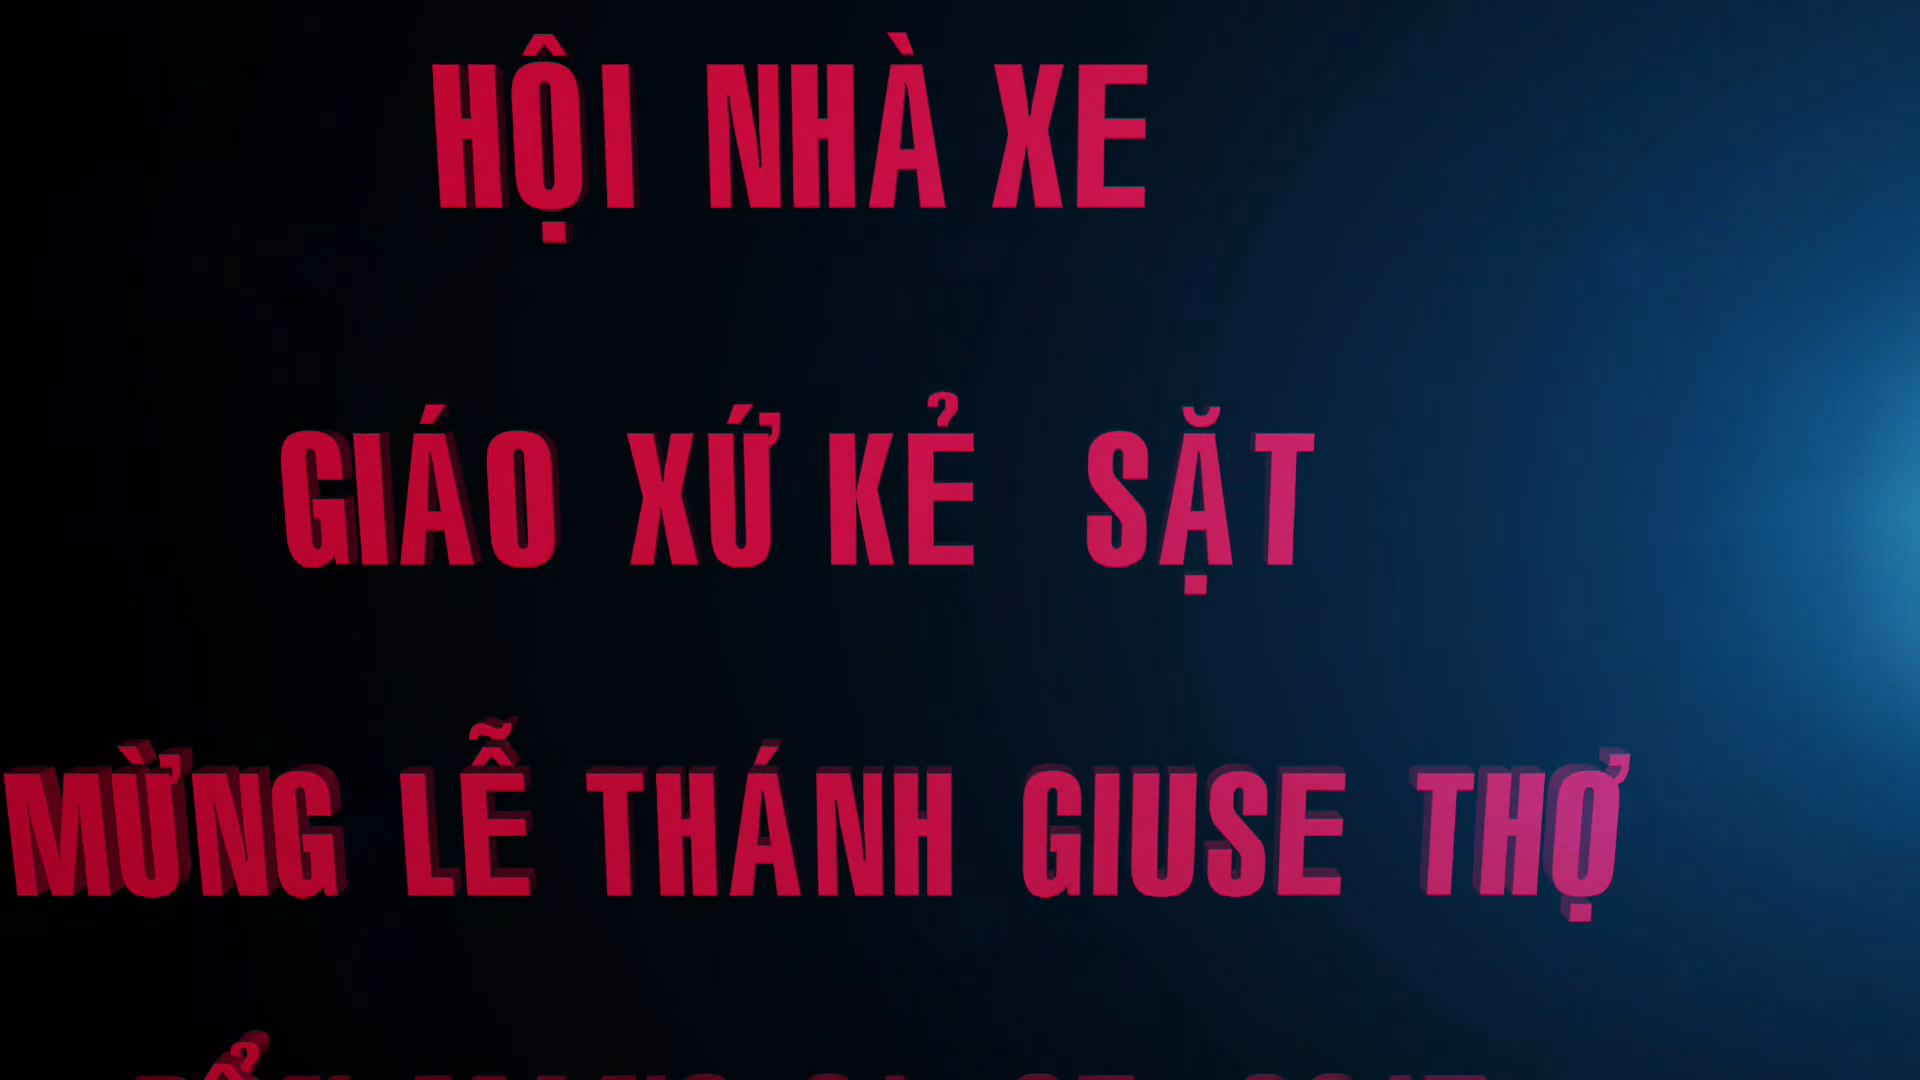 HỘI NHÀ XE
GIÁO XỨ KẺ SẶT
MỪNG LỄ THÁNH GIUSE THỢ